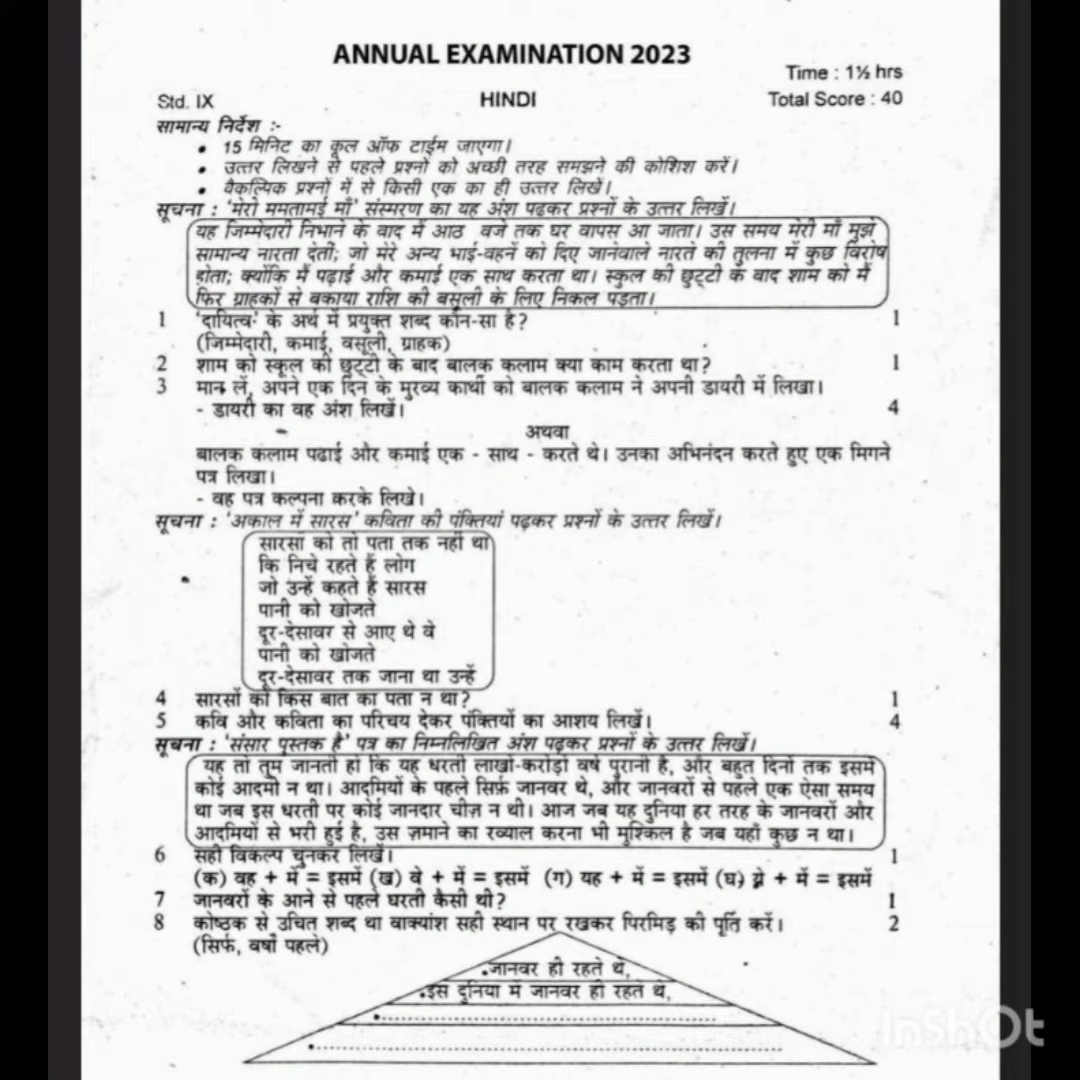 ANNUAL EXAMINATION 2023
Time : 1½ hrs
Std. IX HINDI Total Score : 40
सामान्य निर्देश :-
• 15 मिनिट का कूल ऑफ टाईम जाएगा।
• उत्तर लिखने से पहले प्रश्नों को अच्छी तरह समझने की कोशिश करें।
• वैकल्पिक प्रश्नों में से किसी एक का ही उत्तर लिखें।
सूचना : 'मेरो ममतामई माँ' संस्मरण का यह अंश पढकर प्रश्नों के उत्तर लिखें।
यह जिम्मेदारी निभाने के बाद में आठ वजे तक घर वापस आ जाता। उस समय मेरी माँ मुझे
सामान्य नारता देतीं; जो मेरे अन्य भाई-वहनें को दिए जानेवाले नारते की तुलना में कुछ विरोष
होता; क्योंकि मैं पढ़ाई और कमाई एक साथ करता था। स्कुल की छुट्टी के बाद शाम को मैं
फिर ग्राहकों से बकाया राशि की बसुली के लिए निकल पड़ता।
1 'दायित्व' के अर्थ में प्रयुक्त शब्द कौन-सा है? 1
(जिम्मेदारी, कमाई, वसूली, ग्राहक)
2 शाम को स्कूल की छुट्टी के बाद बालक कलाम क्या काम करता था? 1
3 मान लें, अपने एक दिन के मुरव्य कार्थो को बालक कलाम ने अपनी डायरी में लिखा।
- डायरी का वह अंश लिखें। 4
अथवा
बालक कलाम पढाई और कमाई एक - साथ - करते थे। उनका अभिनंदन करते हुए एक मिगने
पत्र लिखा।
- वह पत्र कल्पना करके लिखे।
सूचना : 'अकाल में सारस' कविता की पंक्तियां पढ़कर प्रश्नों के उत्तर लिखें।
सारसों को तो पता तक नहीं था
कि निचे रहते हैं लोग
जो उन्हें कहते हैं सारस
पानी को खोजते
दूर-देसावर से आए थे वे
पानी को खोजते
दूर-देसावर तक जाना था उन्हें
4 सारसों को किस बात का पता न था? 1
5 कवि और कविता का परिचय देकर पंक्तियों का आशय लिखें। 4
सूचना : 'संसार पुस्तक है' पत्र का निम्नलिखित अंश पढ़कर प्रश्नों के उत्तर लिखें।
यह तो तुम जानती हो कि यह धरती लाखों-करोड़ों वर्ष पुरानी है, और बहुत दिनों तक इसमें
कोई आदमी न था। आदमियों के पहले सिर्फ़ जानवर थे, और जानवरों से पहले एक ऐसा समय
था जब इस धरती पर कोई जानदार चीज़ न थी। आज जब यह दुनिया हर तरह के जानवरों और
आदमियों से भरी हुई है, उस ज़माने का रव्याल करना भी मुश्किल है जब यहाँ कुछ न था।
6 सही विकल्प चुनकर लिखें। 1
(क) वह + में = इसमें (ख) वे + में = इसमें (ग) यह + में = इसमें (घ) ये + में = इसमें
7 जानवरों के आने से पहले घरती कैसी थी? 1
8 कोष्ठक से उचित शब्द था वाक्यांश सही स्थान पर रखकर पिरमिड़ की पूर्ति करें। 2
(सिर्फ, वर्षों पहले)
•जानवर ही रहते थे,
•इस दुनिया में जानवर ही रहते थे,
InShOt